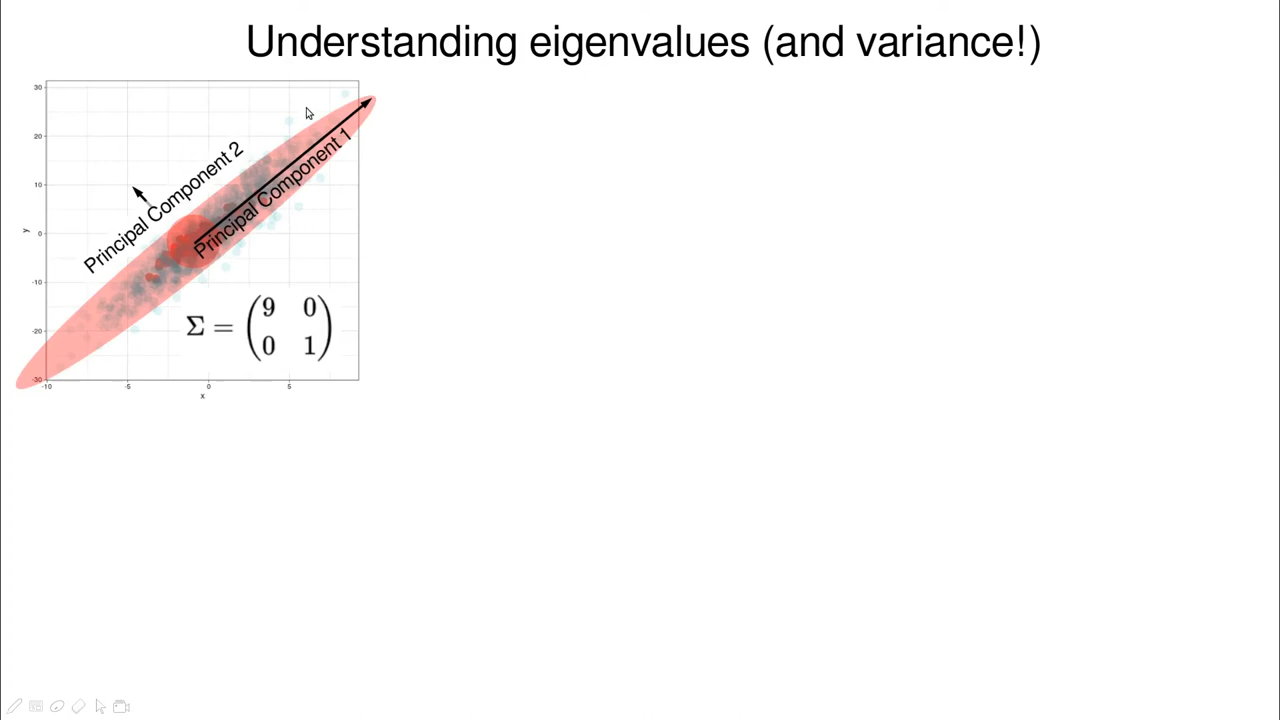 Understanding eigenvalues (and variance!)
30
20
10
0
-10
-20
-30
y
-10
-5
0
5
x
Principal Component 2
Principal Component 1
Σ = (9 0
0 1)